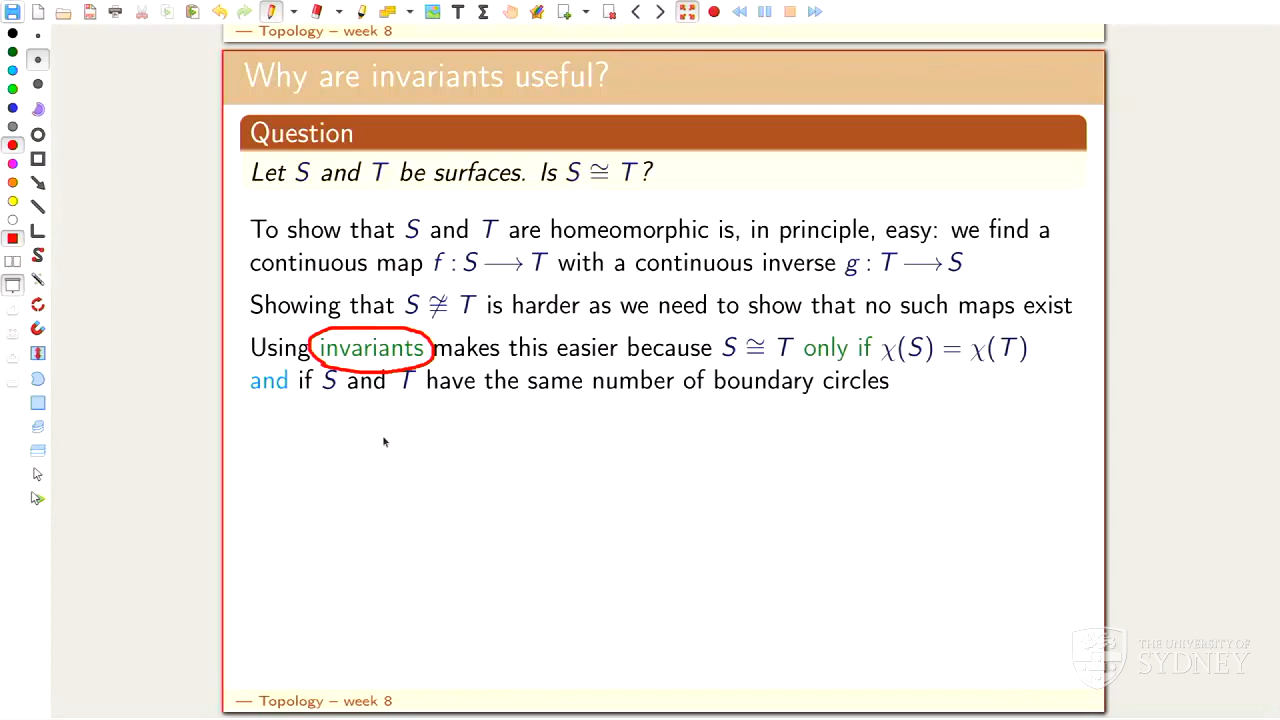 — Topology – week 8
Why are invariants useful?
Question
Let S and T be surfaces. Is S ≅ T?
To show that S and T are homeomorphic is, in principle, easy: we find a
continuous map f : S ⟶ T with a continuous inverse g : T ⟶ S
Showing that S ≇ T is harder as we need to show that no such maps exist
Using invariants makes this easier because S ≅ T only if χ(S) = χ(T)
and if S and T have the same number of boundary circles
THE UNIVERSITY OF
SYDNEY
— Topology – week 8